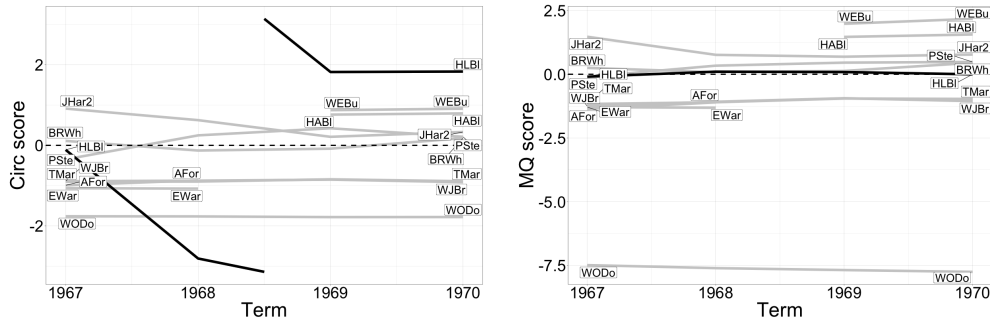 Circ score
2
0
-2
HLBl
JHar2
WEBu
WEBu
HABl
HABl
BRWh
HLBl
JHar2
PSte
PSte
WJBr
BRWh
TMar
AFor
AFor
TMar
EWar
EWar
WJBr
WODo
WODo
1967
1968
1969
1970
Term
MQ score
2.5
0.0
-2.5
-5.0
-7.5
WEBu
WEBu
HABl
JHar2
HABl
JHar2
BRWh
PSte
HLBl
BRWh
PSte
TMar
HLBl
WJBr
AFor
TMar
AFor
EWar
EWar
WJBr
WODo
WODo
1967
1968
1969
1970
Term